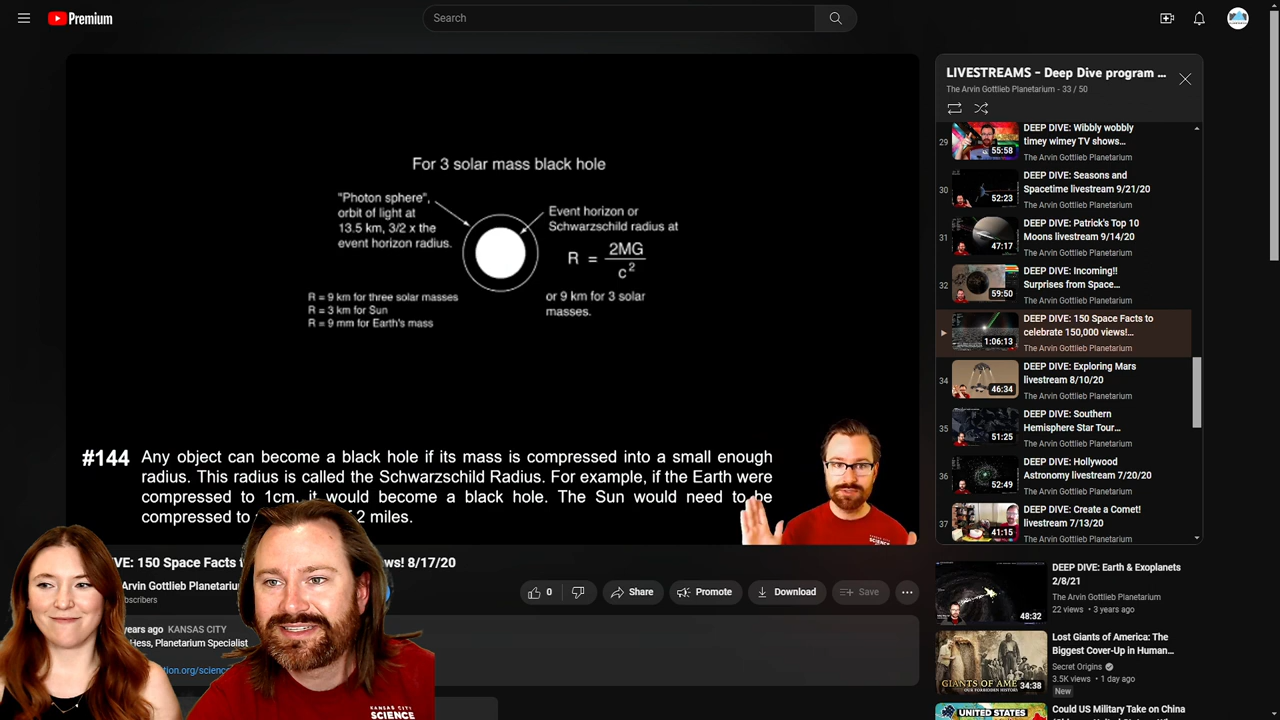 Premium
Search
For 3 solar mass black hole
"Photon sphere",
orbit of light at
13.5 km, 3/2 x the
event horizon radius.
Event horizon or
Schwarzschild radius at
R = 2MG
c2
R = 9 km for three solar masses
R = 3 km for Sun
R = 9 mm for Earth's mass
or 9 km for 3 solar
masses.
#144
Any object can become a black hole if its mass is compressed into a small enough
radius. This radius is called the Schwarzschild Radius. For example, if the Earth were
compressed to 1cm, it would become a black hole. The Sun would need to be
compressed to 2 miles.
IVE: 150 Space Facts ws! 8/17/20
Arvin Gottlieb Planetariu
bscribers
0
Share
Promote
Download
Save
years ago KANSAS CITY
Hess, Planetarium Specialist
tion.org/scienc
KANSAS CITY
SCIENCE
LIVESTREAMS - Deep Dive program ...
The Arvin Gottlieb Planetarium - 33 / 50
29
55:58
DEEP DIVE: Wibbly wobbly
timey wimey TV shows...
The Arvin Gottlieb Planetarium
30
52:23
DEEP DIVE: Seasons and
Spacetime livestream 9/21/20
The Arvin Gottlieb Planetarium
31
47:17
DEEP DIVE: Patrick's Top 10
Moons livestream 9/14/20
The Arvin Gottlieb Planetarium
32
59:50
DEEP DIVE: Incoming!!
Surprises from Space...
The Arvin Gottlieb Planetarium
1:06:13
DEEP DIVE: 150 Space Facts to
celebrate 150,000 views!...
The Arvin Gottlieb Planetarium
34
46:34
DEEP DIVE: Exploring Mars
livestream 8/10/20
The Arvin Gottlieb Planetarium
35
51:25
DEEP DIVE: Southern
Hemisphere Star Tour...
The Arvin Gottlieb Planetarium
36
52:49
DEEP DIVE: Hollywood
Astronomy livestream 7/20/20
The Arvin Gottlieb Planetarium
37
41:15
DEEP DIVE: Create a Comet!
livestream 7/13/20
The Arvin Gottlieb Planetarium
48:32
DEEP DIVE: Earth & Exoplanets
2/8/21
The Arvin Gottlieb Planetarium
22 views • 3 years ago
GIANTS OF AME
OUR FORBIDDEN HISTORY
34:38
Lost Giants of America: The
Biggest Cover-Up in Human...
Secret Origins
3.5K views • 1 day ago
New
UNITED STATES
Could US Military Take on China